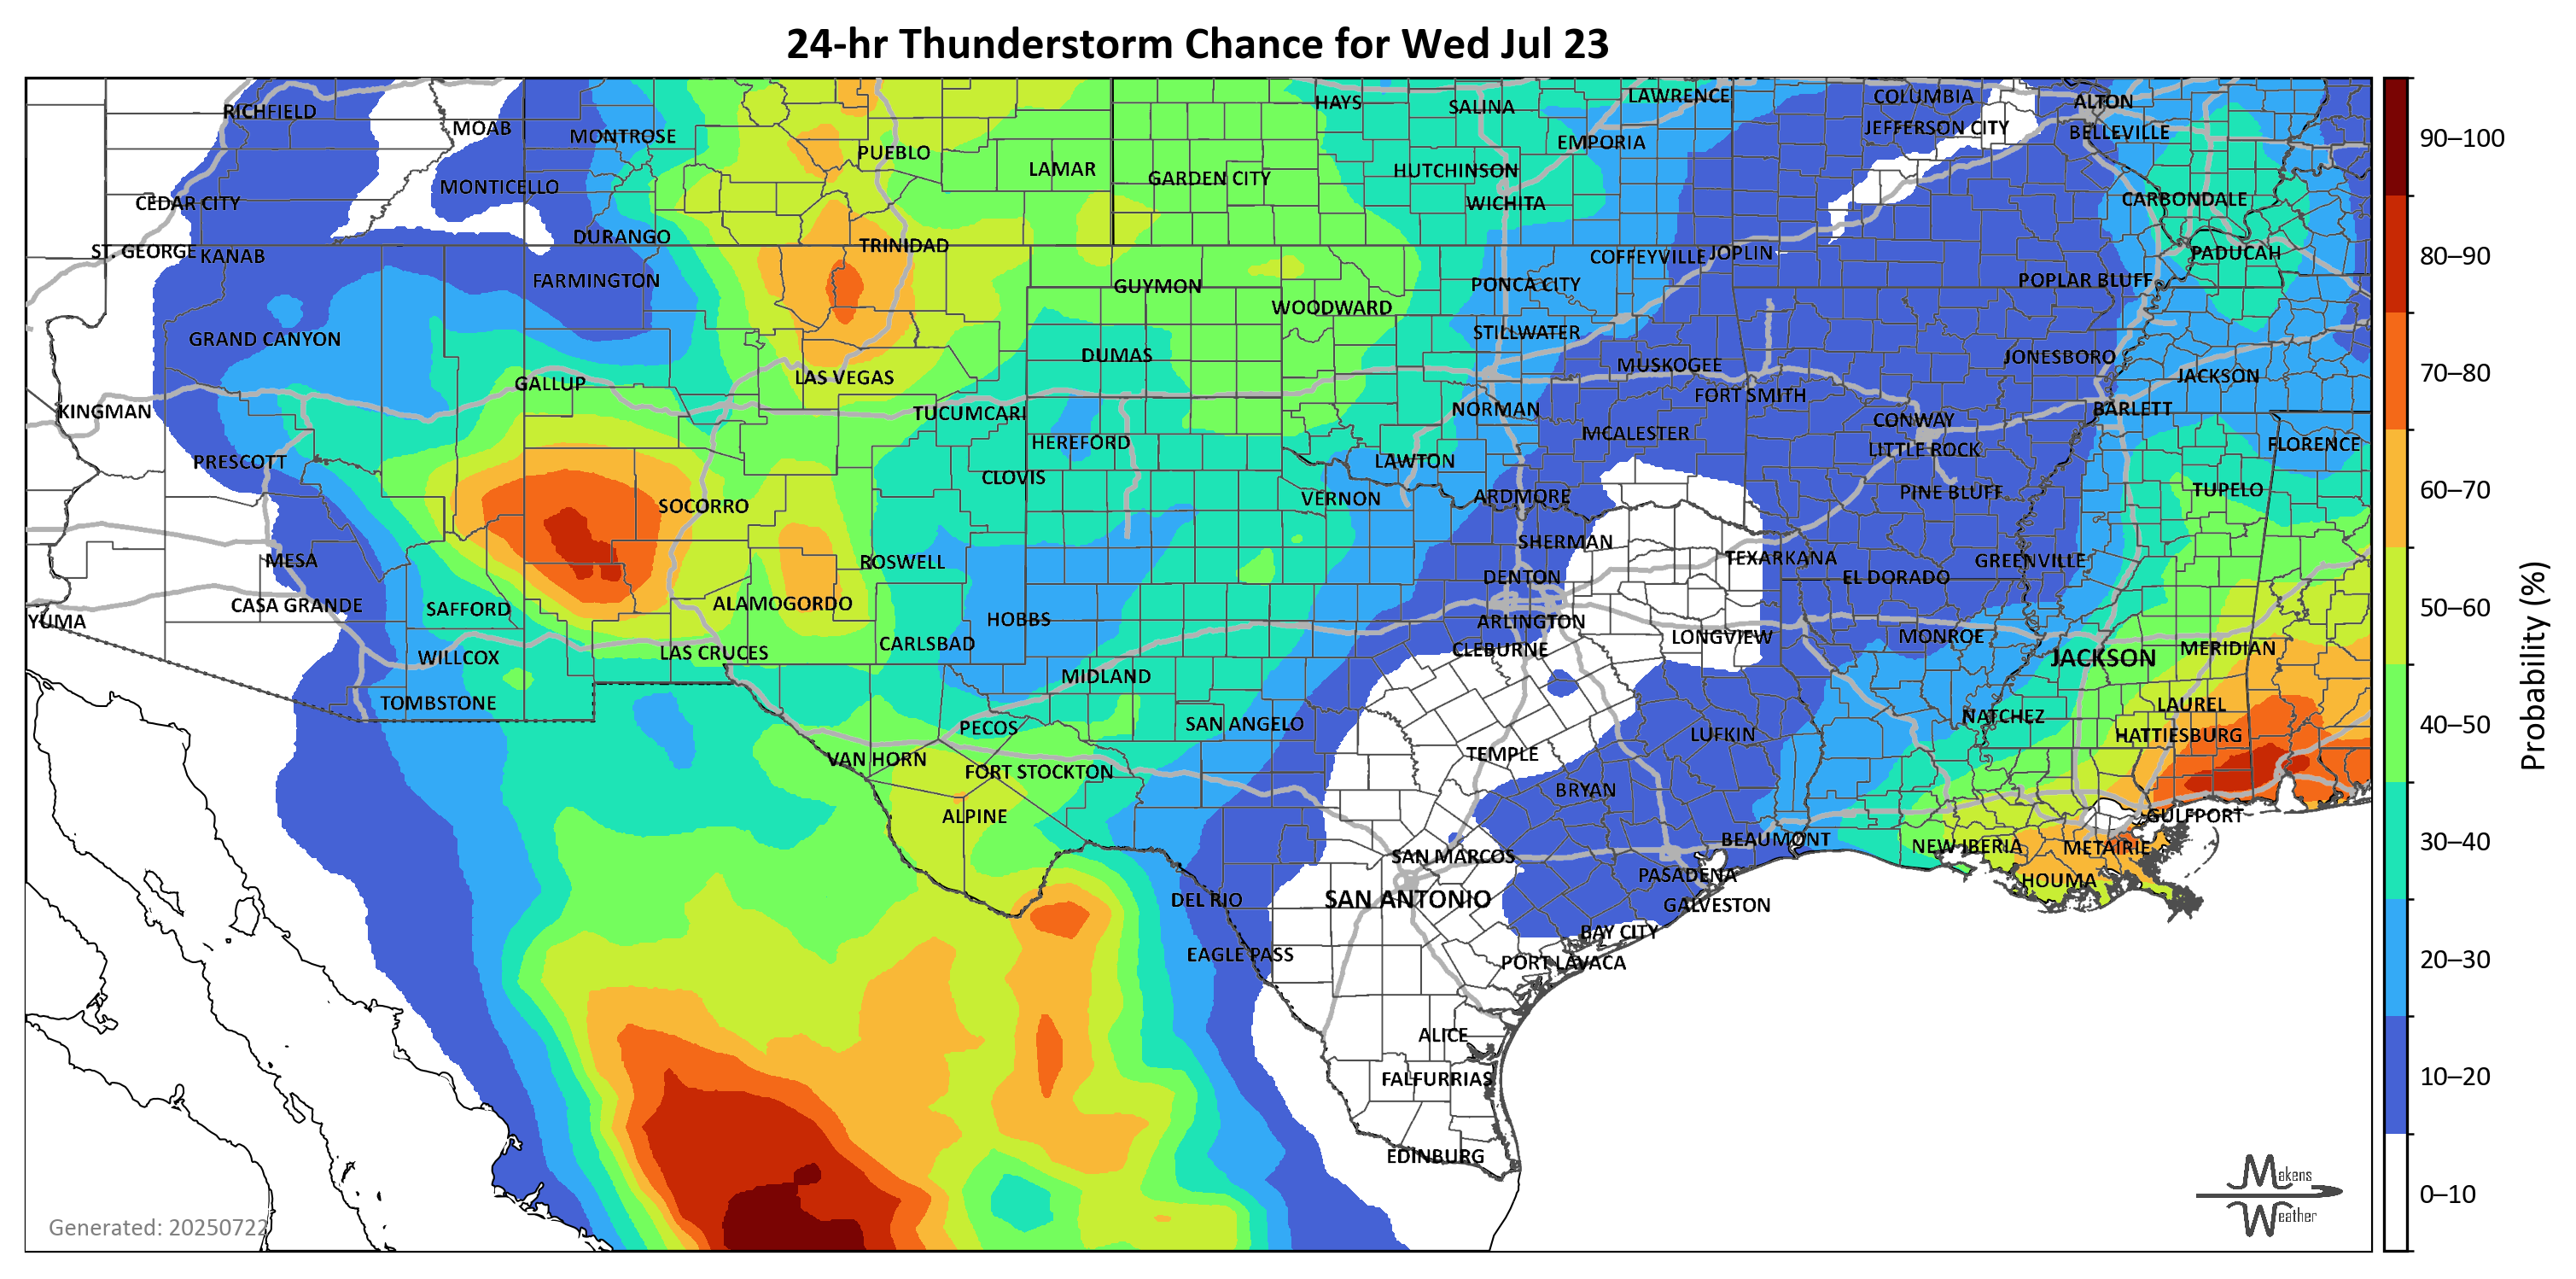 24-hr Thunderstorm Chance for Wed Jul 23
RICHFIELD
MOAB
MONTROSE
PUEBLO
LAMAR
GARDEN CITY
HAYS
SALINA
LAWRENCE
EMPORIA
HUTCHINSON
WICHITA
COLUMBIA
JEFFERSON CITY
ALTON
BELLEVILLE
CARBONDALE
PADUCAH
CEDAR CITY
MONTICELLO
ST. GEORGE
KANAB
DURANGO
TRINIDAD
FARMINGTON
GUYMON
WOODWARD
PONCA CITY
COFFEYVILLE
JOPLIN
POPLAR BLUFF
GRAND CANYON
GALLUP
LAS VEGAS
DUMAS
STILLWATER
MUSKOGEE
JONESBORO
JACKSON
KINGMAN
TUCUMCARI
NORMAN
FORT SMITH
CONWAY
BARLETT
PRESCOTT
HEREFORD
CLOVIS
LAWTON
MCALESTER
LITTLE ROCK
FLORENCE
SOCORRO
VERNON
ARDMORE
PINE BLUFF
TUPELO
MESA
ROSWELL
SHERMAN
TEXARKANA
GREENVILLE
CASA GRANDE
SAFFORD
ALAMOGORDO
HOBBS
DENTON
EL DORADO
YUMA
ARLINGTON
WILLCOX
LAS CRUCES
CARLSBAD
CLEBURNE
LONGVIEW
MONROE
JACKSON
MERIDIAN
TOMBSTONE
MIDLAND
PECOS
SAN ANGELO
LUFKIN
NATCHEZ
LAUREL
HATTIESBURG
VAN HORN
FORT STOCKTON
TEMPLE
ALPINE
BRYAN
BEAUMONT
GULFPORT
NEW IBERIA
METAIRIE
HOUMA
SAN MARCOS
PASADENA
DEL RIO
SAN ANTONIO
GALVESTON
EAGLE PASS
BAY CITY
PORT LAVACA
ALICE
FALFURRIAS
EDINBURG
Generated: 20250722
Makens
Weather
90–100
80–90
70–80
60–70
50–60
40–50
30–40
20–30
10–20
0–10
Probability (%)